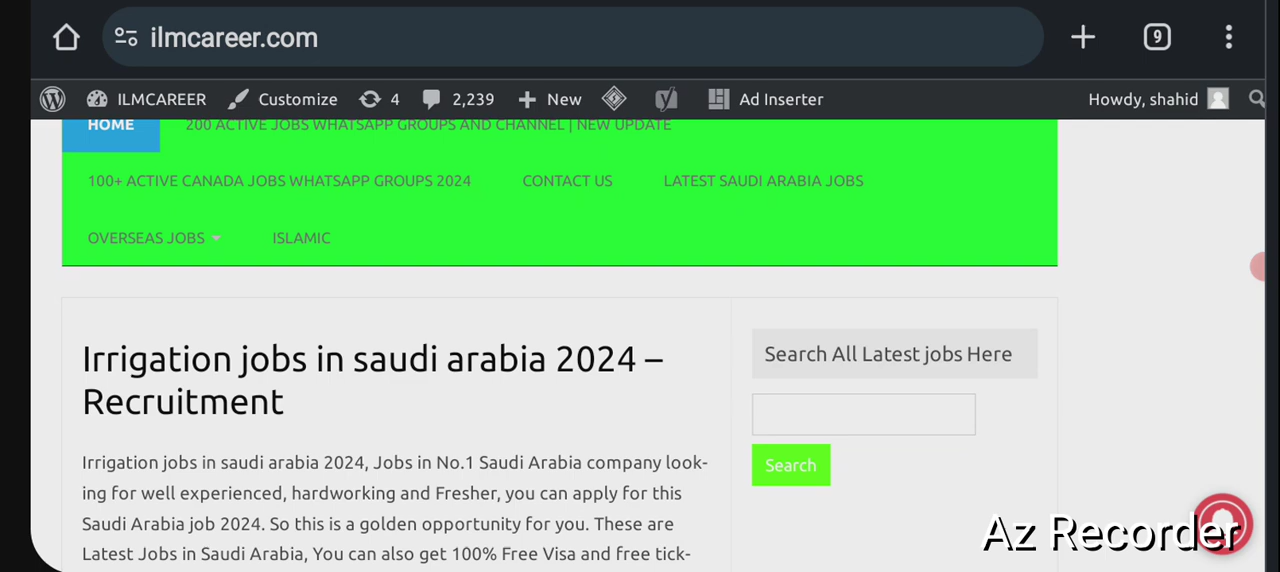 ilmcareer.com
9
ILMCAREER Customize 4 2,239 New Ad Inserter Howdy, shahid
HOME 200 ACTIVE JOBS WHATSAPP GROUPS AND CHANNEL | NEW UPDATE
100+ ACTIVE CANADA JOBS WHATSAPP GROUPS 2024 CONTACT US LATEST SAUDI ARABIA JOBS
OVERSEAS JOBS ISLAMIC
Irrigation jobs in saudi arabia 2024 –
Recruitment
Irrigation jobs in saudi arabia 2024, Jobs in No.1 Saudi Arabia company look-
ing for well experienced, hardworking and Fresher, you can apply for this
Saudi Arabia job 2024. So this is a golden opportunity for you. These are
Latest Jobs in Saudi Arabia, You can also get 100% Free Visa and free tick-
Search All Latest jobs Here
Search
Az Recorder